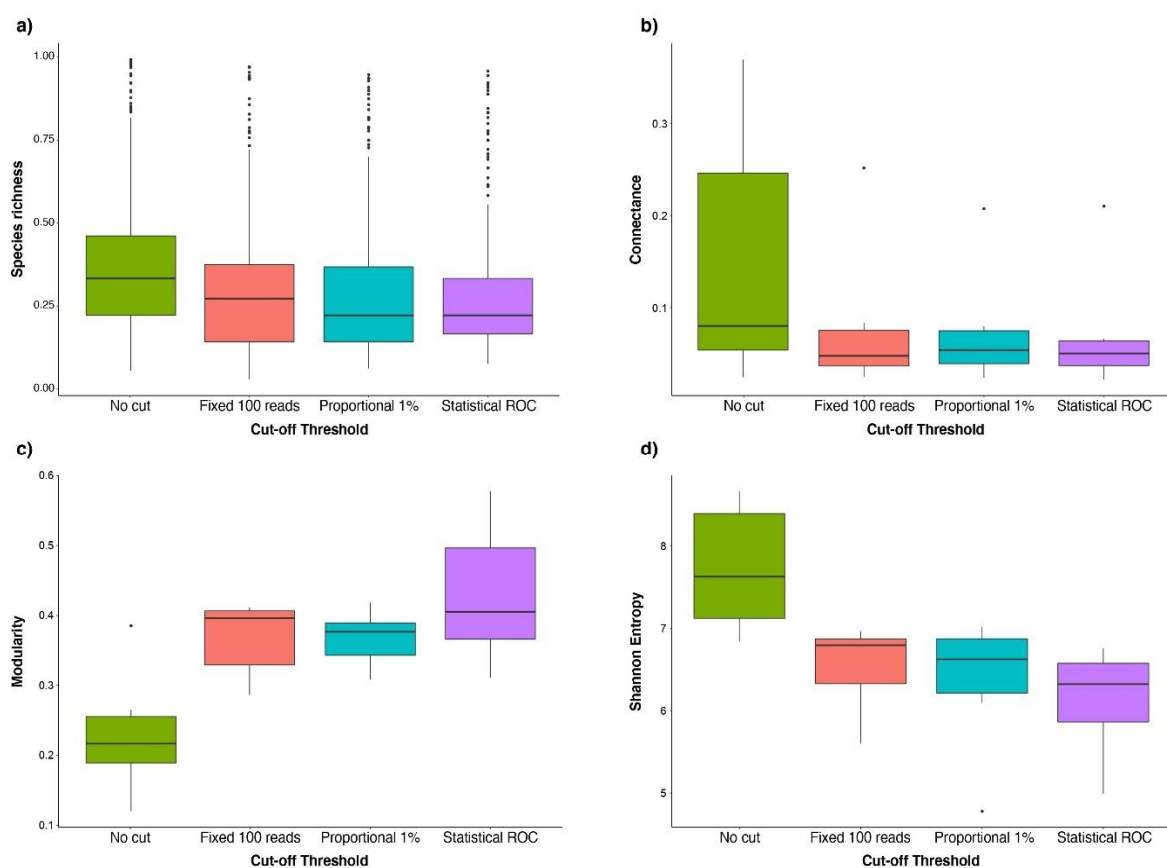 a)
Species richness
1.00
0.75
0.50
0.25
0.00
No cut Fixed 100 reads Proportional 1% Statistical ROC
Cut-off Threshold
b)
Connectance
0.3
0.2
0.1
No cut Fixed 100 reads Proportional 1% Statistical ROC
Cut-off Threshold
c)
Modularity
0.6
0.5
0.4
0.3
0.2
0.1
No cut Fixed 100 reads Proportional 1% Statistical ROC
Cut-off Threshold
d)
Shannon Entropy
8
7
6
5
No cut Fixed 100 reads Proportional 1% Statistical ROC
Cut-off Threshold